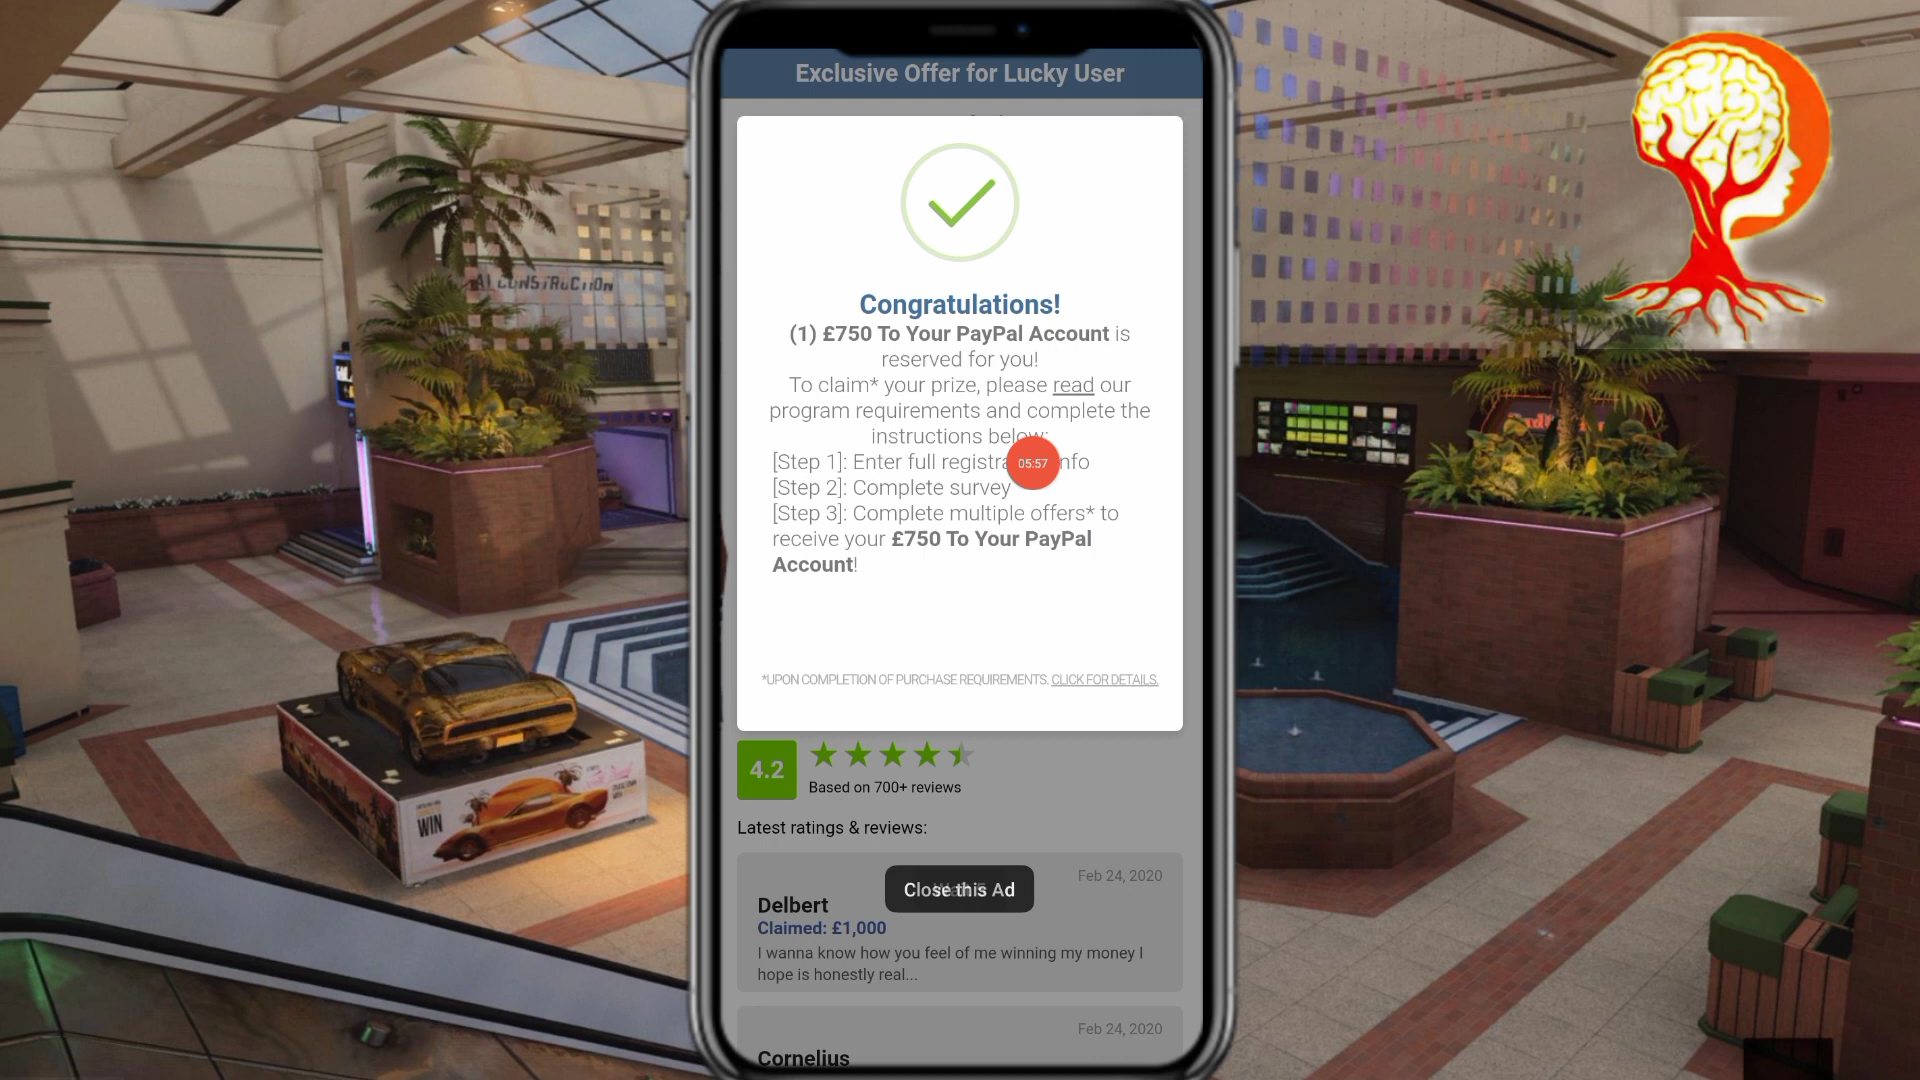 Exclusive Offer for Lucky User
Congratulations!
(1) £750 To Your PayPal Account is
reserved for you!
To claim* your prize, please read our
program requirements and complete the
instructions below:
[Step 1]: Enter full registra nfo
05:57
[Step 2]: Complete survey
[Step 3]: Complete multiple offers* to
receive your £750 To Your PayPal
Account!
*UPON COMPLETION OF PURCHASE REQUIREMENTS. CLICK FOR DETAILS.
4.2
Based on 700+ reviews
Latest ratings & reviews:
Feb 24, 2020
Close this Ad
Delbert
Claimed: £1,000
I wanna know how you feel of me winning my money I
hope is honestly real...
Feb 24, 2020
Cornelius
WIN